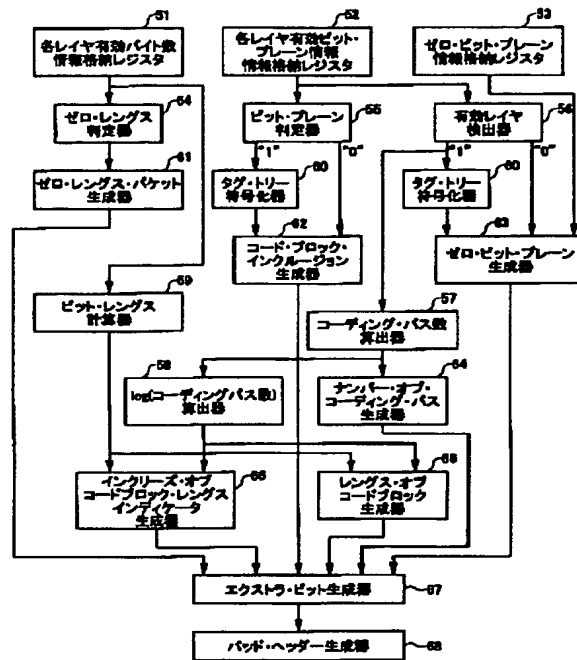 51
52
53
各レイヤ有効バイト数
情報格納レジスタ
各レイヤ有効ビット・
プレーン情報
情報格納レジスタ
ゼロ・ビット・プレーン
情報格納レジスタ
54
ゼロ・レングス
判定器
55
ビット・プレーン
判定器
56
有効レイヤ
検出器
"1"
"0"
"1"
"0"
61
ゼロ・レングス・パケット
生成器
60
タグ・トリー
符号化器
60
タグ・トリー
符号化器
62
コード・ブロック・
インクルージョン
生成器
63
ゼロ・ビット・プレーン
生成器
59
ビット・レングス
計算器
57
コーディング・パス数
算出器
58
log(コーディングパス数)
算出器
64
ナンバー・オブ・
コーディング・パス
生成器
66
インクリーズ・オブ
コードブロック・レングス
インディケータ
生成器
レングス・オブ
コードブロック
生成器
67
エクストラ・ビット生成器
68
パッド・ヘッダー生成器